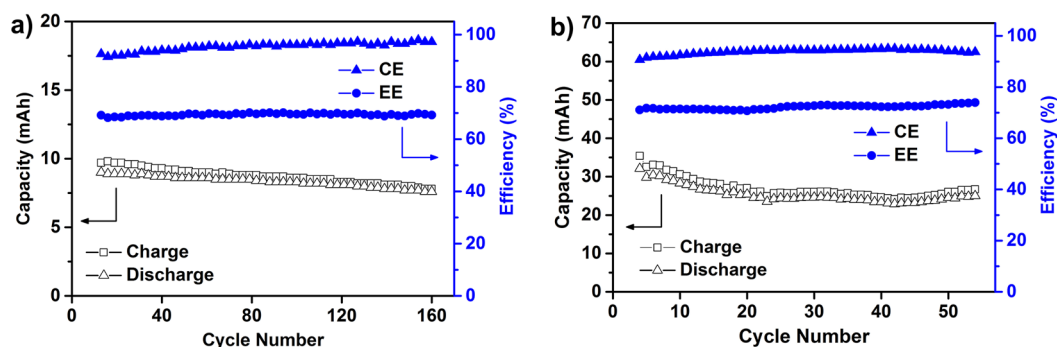 a)
20
15
10
5
0
Capacity (mAh)
0 40 80 120 160
Cycle Number
100
80
60
40
20
0
Efficiency (%)
CE
EE
Charge
Discharge
b)
70
60
50
40
30
20
10
0
Capacity (mAh)
0 10 20 30 40 50
Cycle Number
100
80
60
40
20
0
Efficiency (%)
CE
EE
Charge
Discharge